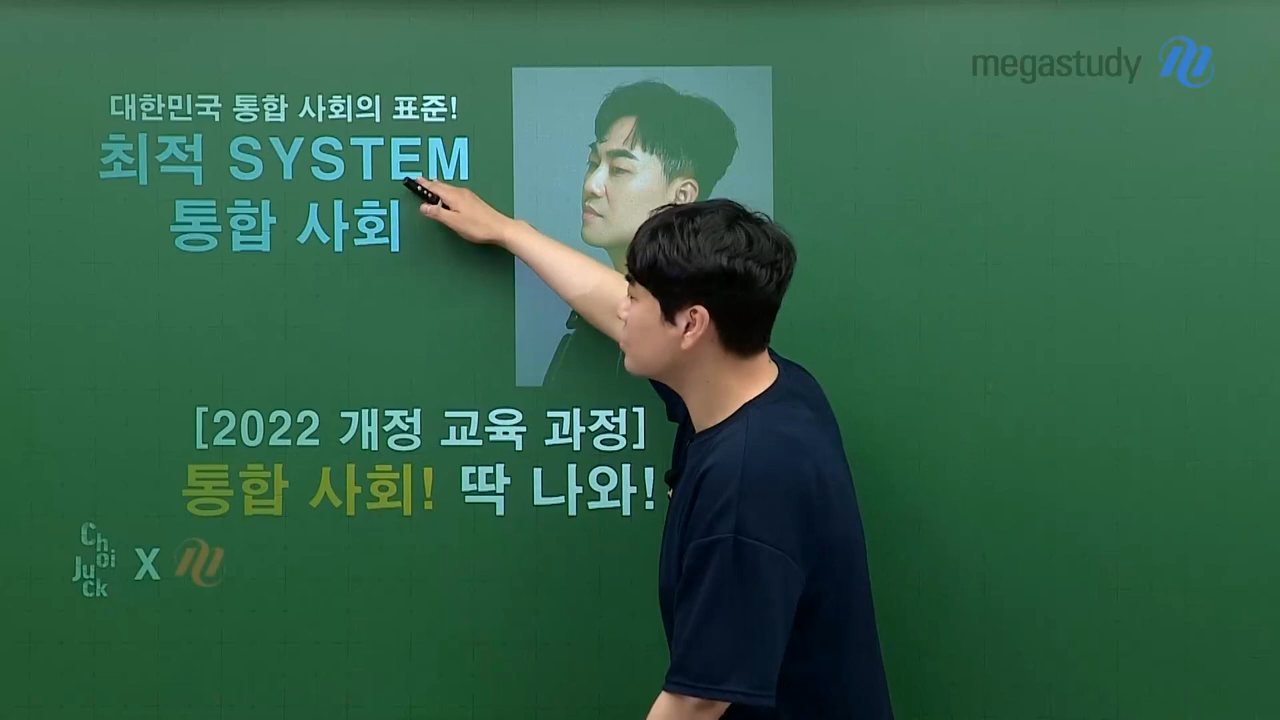 megastudy
대한민국 통합 사회의 표준!
최적 SYSTEM
통합 사회
[2022 개정 교육 과정]
통합 사회! 딱 나와!
Choi
Juck
X